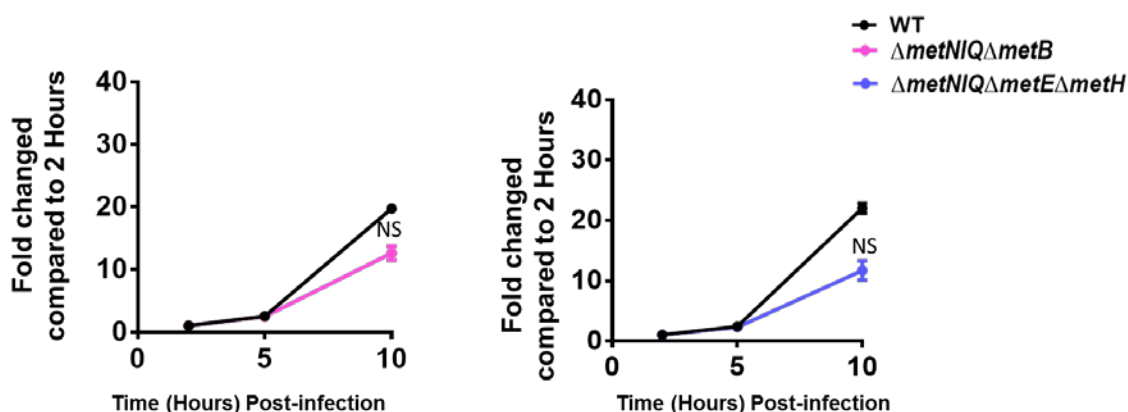 WT
ΔmetNIQΔmetB
ΔmetNIQΔmetEΔmetH
Fold changed
compared to 2 Hours
40
30
20
10
0
NS
0 5 10
Time (Hours) Post-infection
Fold changed
compared to 2 Hours
40
30
20
10
0
NS
0 5 10
Time (Hours) Post-infection